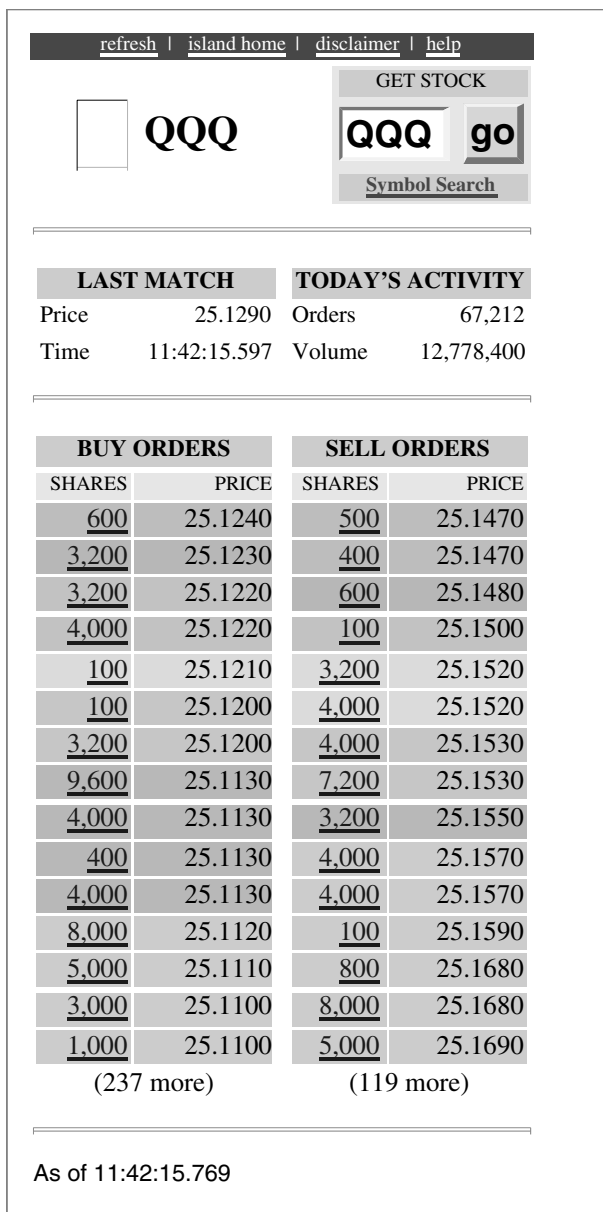 refresh | island home | disclaimer | help
GET STOCK
QQQ
QQQ go
Symbol Search
LAST MATCH TODAY'S ACTIVITY
Price 25.1290 Orders 67,212
Time 11:42:15.597 Volume 12,778,400
BUY ORDERS SELL ORDERS
SHARES PRICE SHARES PRICE
600 25.1240 500 25.1470
3,200 25.1230 400 25.1470
3,200 25.1220 600 25.1480
4,000 25.1220 100 25.1500
100 25.1210 3,200 25.1520
100 25.1200 4,000 25.1520
3,200 25.1200 4,000 25.1530
9,600 25.1130 7,200 25.1530
4,000 25.1130 3,200 25.1550
400 25.1130 4,000 25.1570
4,000 25.1130 4,000 25.1570
8,000 25.1120 100 25.1590
5,000 25.1110 800 25.1680
3,000 25.1100 8,000 25.1680
1,000 25.1100 5,000 25.1690
(237 more) (119 more)
As of 11:42:15.769